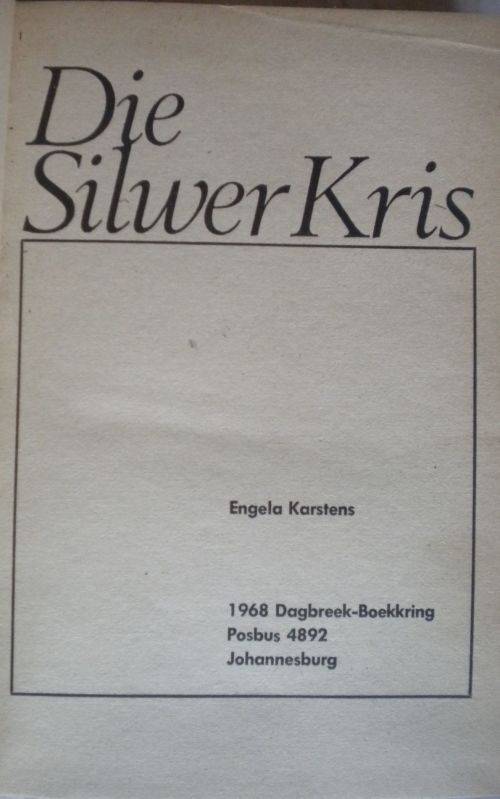 Die
Silwer Kris
Engela Karstens
1968 Dagbreek-Boekkring
Posbus 4892
Johannesburg